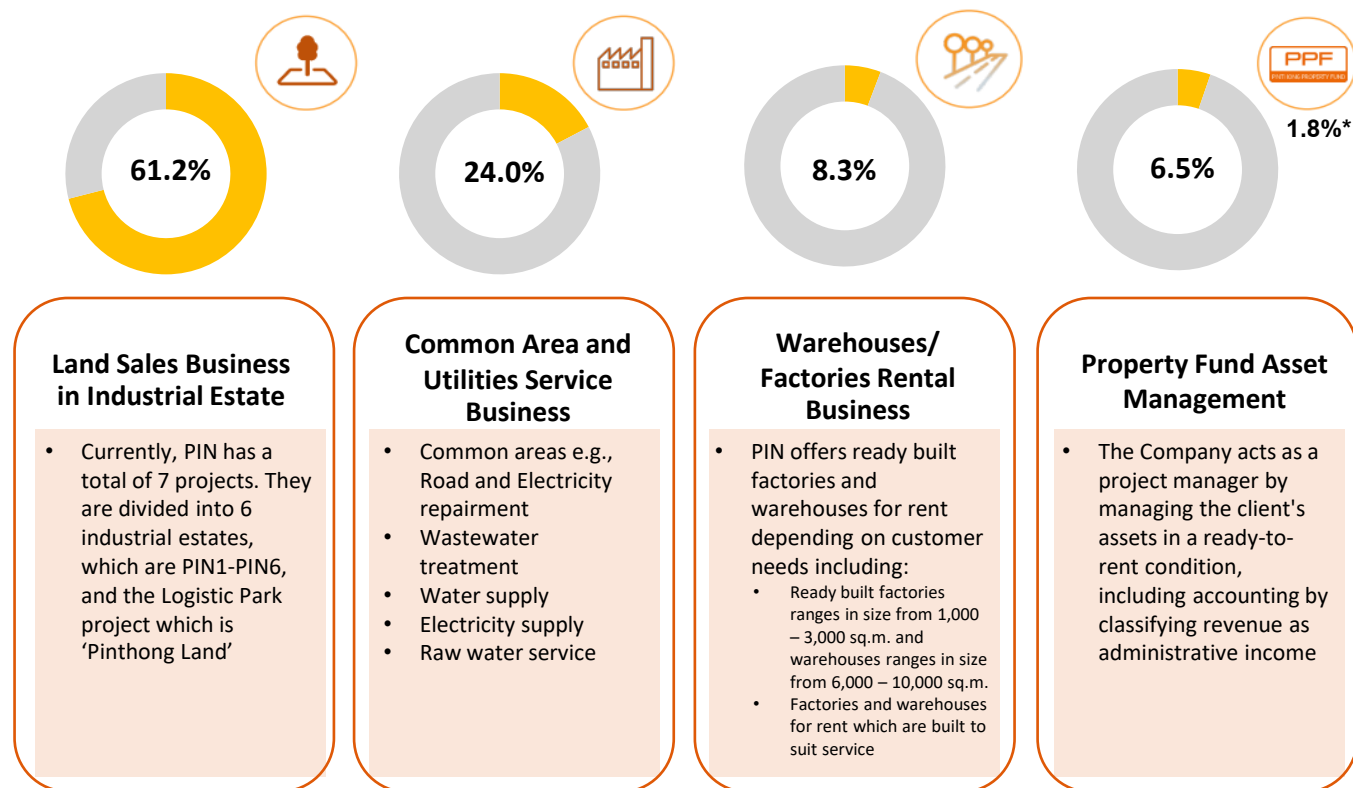 61.2%
24.0%
8.3%
6.5%
PPF
PINTHONG PROPERTY FUND
1.8%*
Land Sales Business
in Industrial Estate
• Currently, PIN has a
total of 7 projects. They
are divided into 6
industrial estates,
which are PIN1-PIN6,
and the Logistic Park
project which is
‘Pinthong Land’
Common Area and
Utilities Service
Business
• Common areas e.g.,
Road and Electricity
repairment
• Wastewater
treatment
• Water supply
• Electricity supply
• Raw water service
Warehouses/
Factories Rental
Business
• PIN offers ready built
factories and
warehouses for rent
depending on customer
needs including:
• Ready built factories
ranges in size from 1,000
– 3,000 sq.m. and
warehouses ranges in size
from 6,000 – 10,000 sq.m.
• Factories and warehouses
for rent which are built to
suit service
Property Fund Asset
Management
• The Company acts as a
project manager by
managing the client's
assets in a ready-to-
rent condition,
including accounting by
classifying revenue as
administrative income